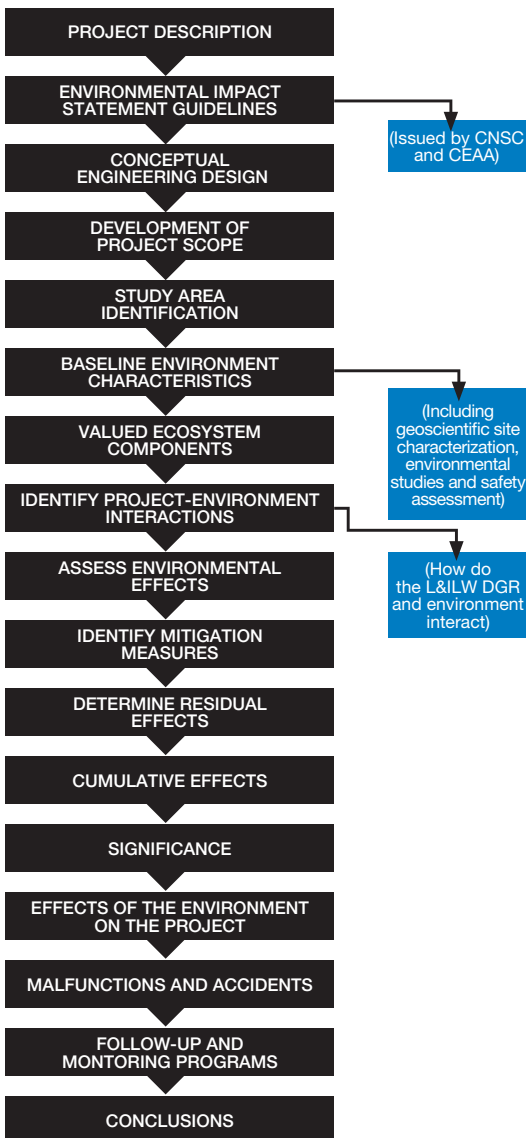 PROJECT DESCRIPTION
ENVIRONMENTAL IMPACT
STATEMENT GUIDELINES
(Issued by CNSC
and CEAA)
CONCEPTUAL
ENGINEERING DESIGN
DEVELOPMENT OF
PROJECT SCOPE
STUDY AREA
IDENTIFICATION
BASELINE ENVIRONMENT
CHARACTERISTICS
(Including
geoscientific site
characterization,
environmental
studies and safety
assessment)
VALUED ECOSYSTEM
COMPONENTS
IDENTIFY PROJECT-ENVIRONMENT
INTERACTIONS
(How do
the L&ILW DGR
and environment
interact)
ASSESS ENVIRONMENTAL
EFFECTS
IDENTIFY MITIGATION
MEASURES
DETERMINE RESIDUAL
EFFECTS
CUMULATIVE EFFECTS
SIGNIFICANCE
EFFECTS OF THE ENVIRONMENT
ON THE PROJECT
MALFUNCTIONS AND ACCIDENTS
FOLLOW-UP AND
MONTORING PROGRAMS
CONCLUSIONS